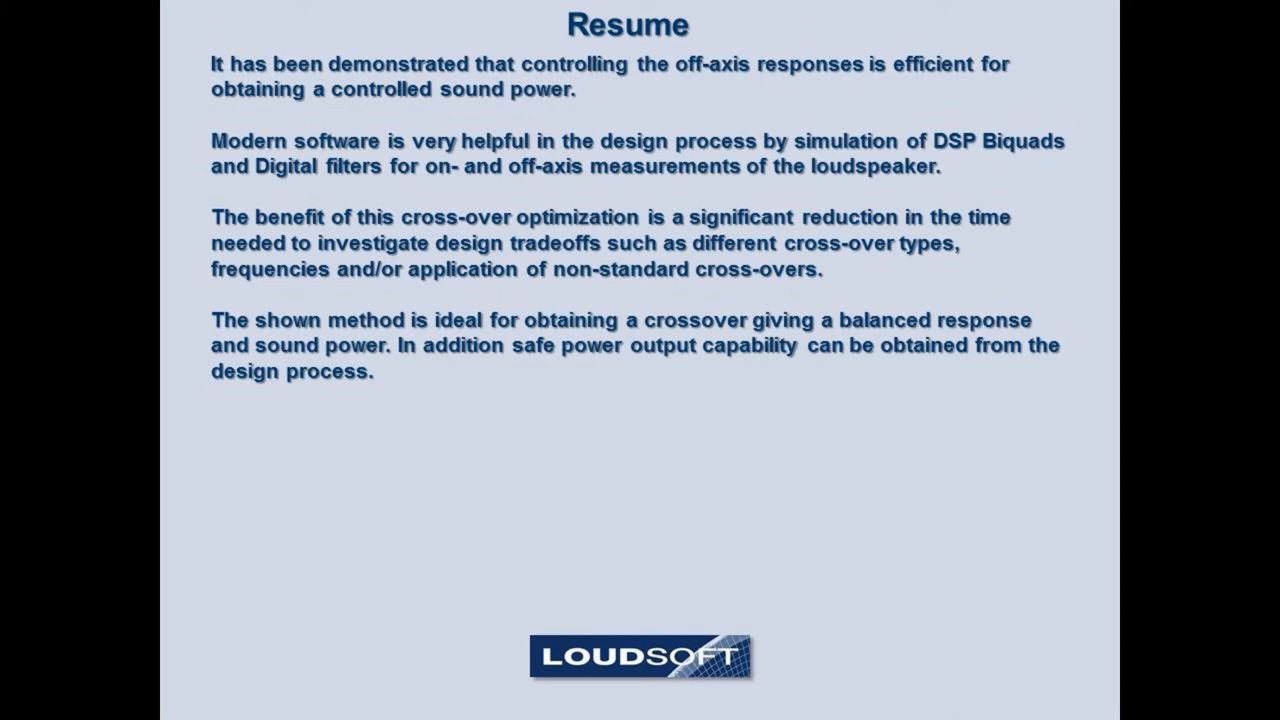 Resume
It has been demonstrated that controlling the off-axis responses is efficient for
obtaining a controlled sound power.
Modern software is very helpful in the design process by simulation of DSP Biquads
and Digital filters for on- and off-axis measurements of the loudspeaker.
The benefit of this cross-over optimization is a significant reduction in the time
needed to investigate design tradeoffs such as different cross-over types,
frequencies and/or application of non-standard cross-overs.
The shown method is ideal for obtaining a crossover giving a balanced response
and sound power. In addition safe power output capability can be obtained from the
design process.
LOUDSOFT